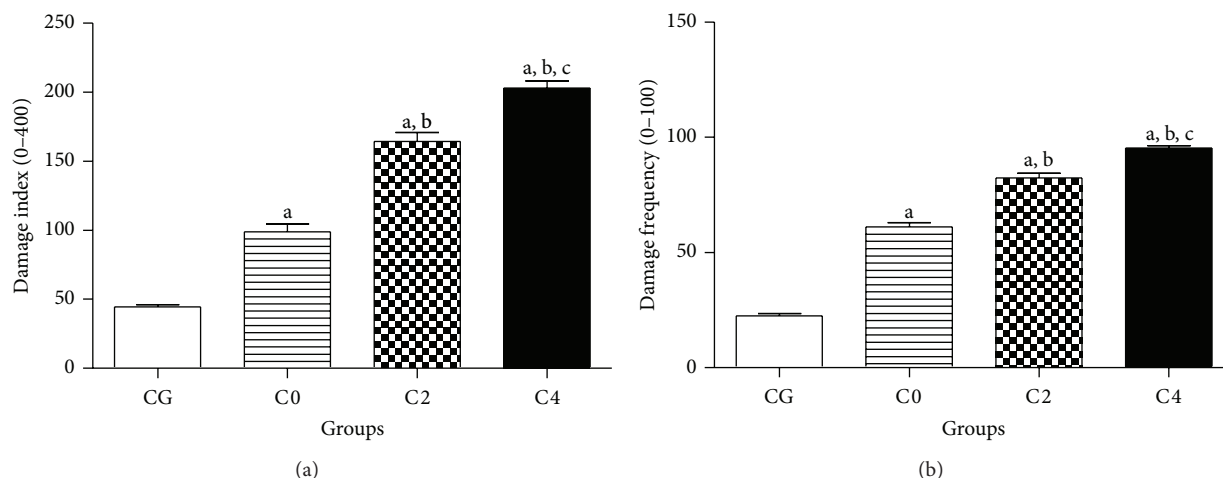 250
200
150
100
50
0
Damage index (0–400)
a
a, b
a, b, c
CG
C0
C2
C4
Groups
(a)
150
100
50
0
Damage frequency (0–100)
a
a, b
a, b, c
CG
C0
C2
C4
Groups
(b)